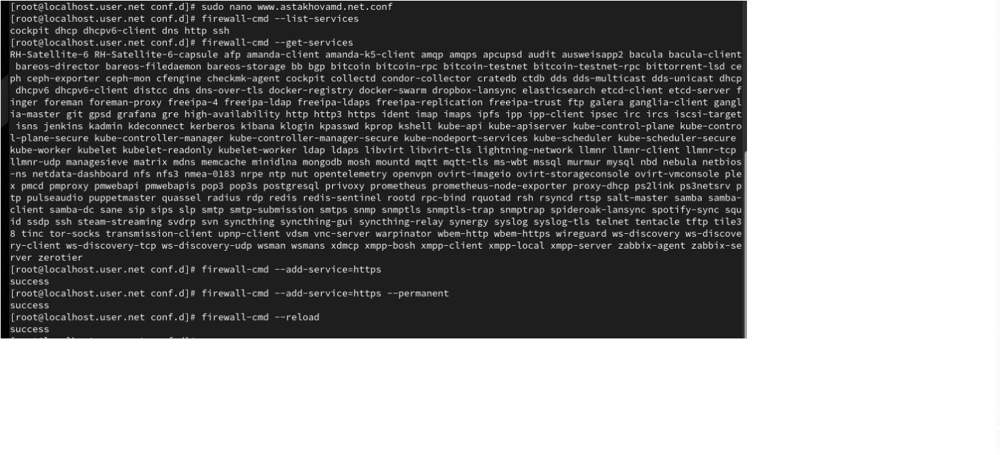 [root@localhost.user.net conf.d]# sudo nano www.astakhovamd.net.conf
[root@localhost.user.net conf.d]# firewall-cmd --list-services
cockpit dhcp dhcpv6-client dns http ssh
[root@localhost.user.net conf.d]# firewall-cmd --get-services
RH-Satellite-6 RH-Satellite-6-capsule afp amanda-client amanda-k5-client amqp amqps apcupsd audit ausweisapp2 bacula bacula-client
bareos-director bareos-filedaemon bareos-storage bb bgp bitcoin bitcoin-rpc bitcoin-testnet bitcoin-testnet-rpc bittorrent-lsd ce
ph ceph-exporter ceph-mon cfengine checkmk-agent cockpit collectd condor-collector cratedb ctdb dds dds-multicast dds-unicast dhcp
dhcpv6 dhcpv6-client distcc dns dns-over-tls docker-registry docker-swarm dropbox-lansync elasticsearch etcd-client etcd-server f
inger foreman foreman-proxy freeipa-4 freeipa-ldap freeipa-ldaps freeipa-replication freeipa-trust ftp galera ganglia-client gangl
ia-master git gpsd grafana gre high-availability http http3 https ident imap imaps ipfs ipp ipp-client ipsec irc ircs iscsi-target
isns jenkins kadmin kdeconnect kerberos kibana klogin kpasswd kprop kshell kube-api kube-apiserver kube-control-plane kube-contro
l-plane-secure kube-controller-manager kube-controller-manager-secure kube-nodeport-services kube-scheduler kube-scheduler-secure
kube-worker kubelet kubelet-readonly kubelet-worker ldap ldaps libvirt libvirt-tls lightning-network llmnr llmnr-client llmnr-tcp
llmnr-udp managesieve matrix mdns memcache minidlna mongodb mosh mountd mqtt mqtt-tls ms-wbt mssql murmur mysql nbd nebula netbios
-ns netdata-dashboard nfs nfs3 nmea-0183 nrpe ntp nut opentelemetry openvpn ovirt-imageio ovirt-storageconsole ovirt-vmconsole ple
x pmcd pmproxy pmwebapi pmwebapis pop3 pop3s postgresql privoxy prometheus prometheus-node-exporter proxy-dhcp ps2link ps3netsrv p
tp pulseaudio puppetmaster quassel radius rdp redis redis-sentinel rootd rpc-bind rquotad rsh rsyncd rtsp salt-master samba samba-
client samba-dc sane sip sips slp smtp smtp-submission smtps snmp snmptls snmptls-trap snmptrap spideroak-lansync spotify-sync squ
id ssdp ssh steam-streaming svdrp svn syncthing syncthing-gui syncthing-relay synergy syslog syslog-tls telnet tentacle tftp tile3
8 tinc tor-socks transmission-client upnp-client vdsm vnc-server warpinator wbem-http wbem-https wireguard ws-discovery ws-discove
ry-client ws-discovery-tcp ws-discovery-udp wsman wsmans xdmcp xmpp-bosh xmpp-client xmpp-local xmpp-server zabbix-agent zabbix-se
rver zerotier
[root@localhost.user.net conf.d]# firewall-cmd --add-service=https
success
[root@localhost.user.net conf.d]# firewall-cmd --add-service=https --permanent
success
[root@localhost.user.net conf.d]# firewall-cmd --reload
success